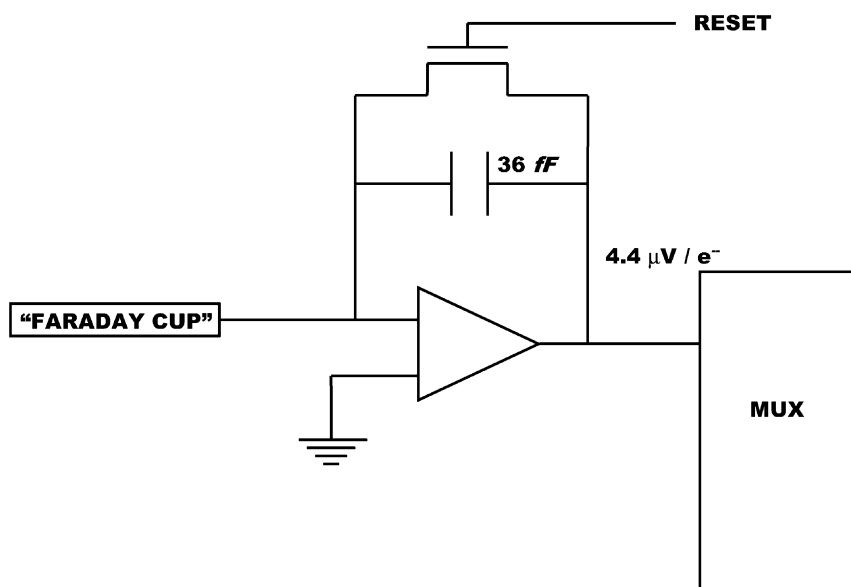 RESET
36 fF
4.4 μV / e⁻
“FARADAY CUP”
MUX